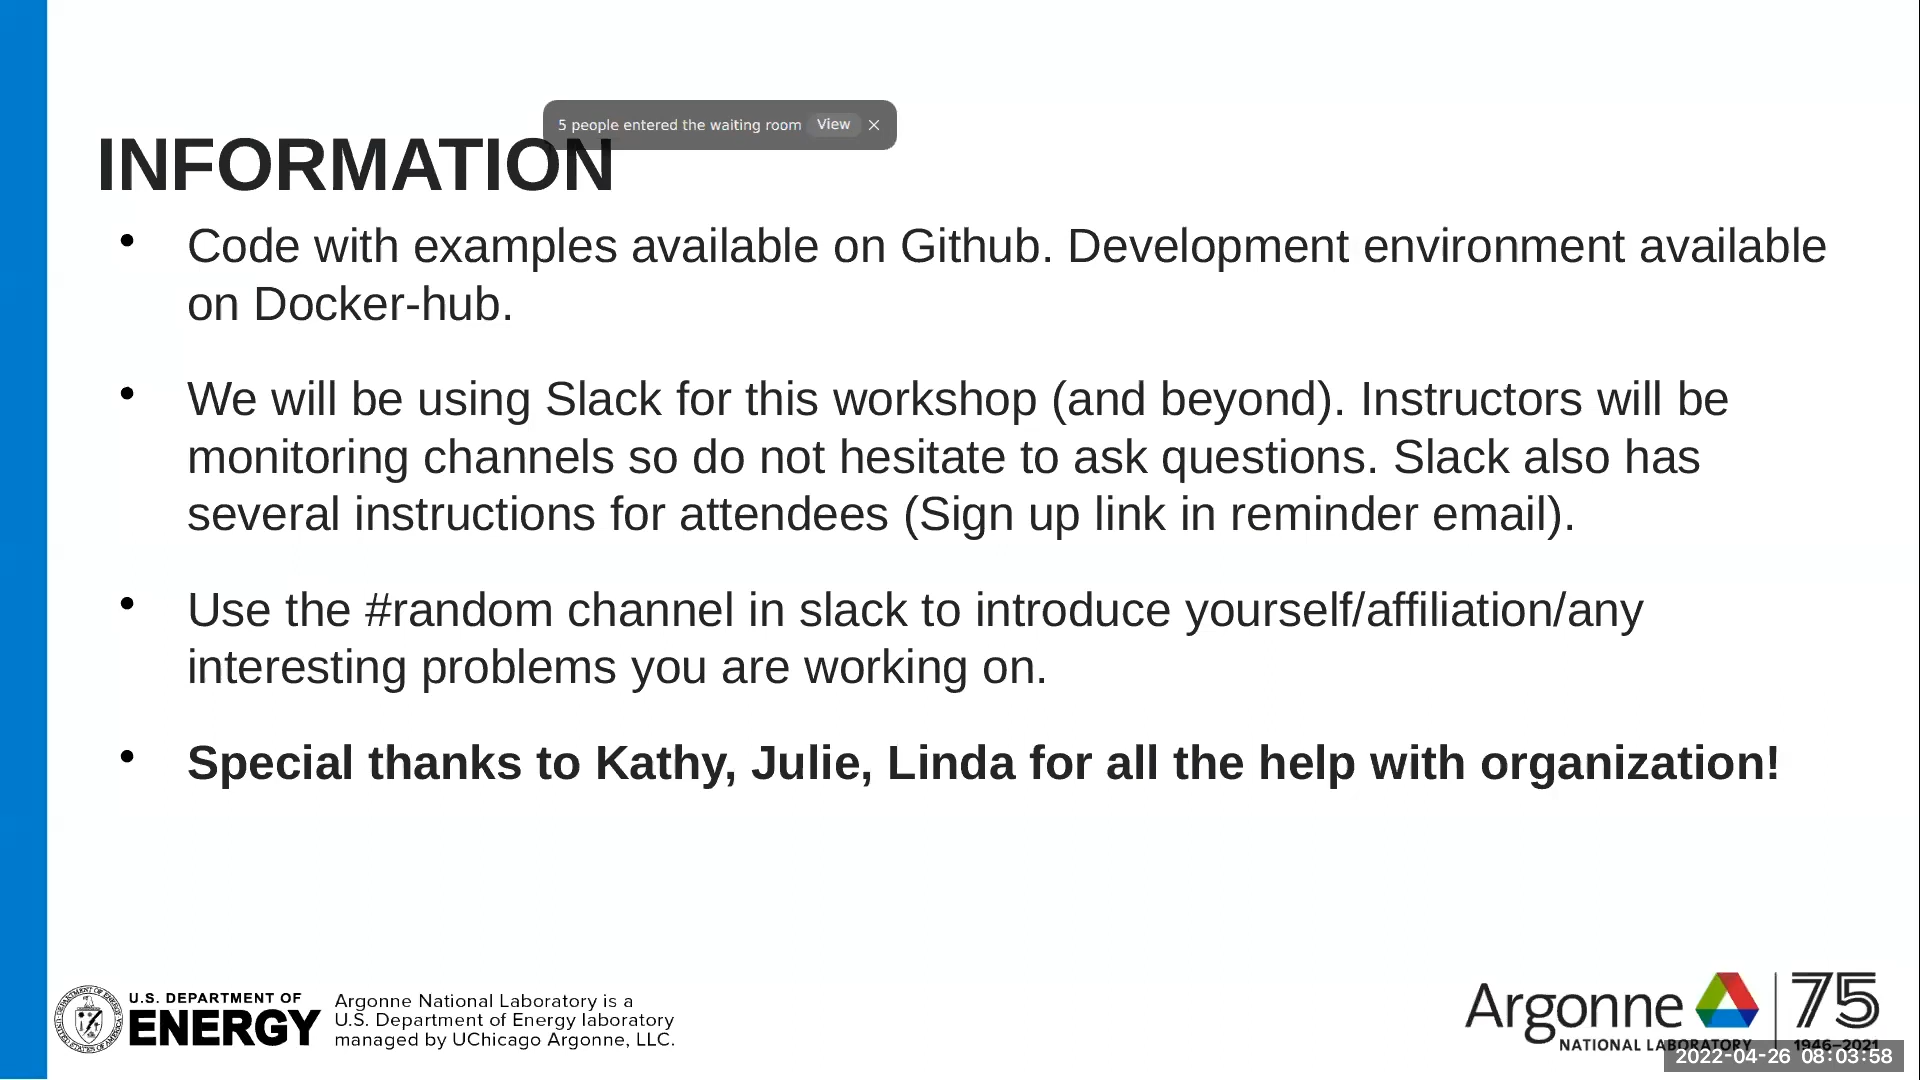 5 people entered the waiting room View
INFORMATION
• Code with examples available on Github. Development environment available
on Docker-hub.
• We will be using Slack for this workshop (and beyond). Instructors will be
monitoring channels so do not hesitate to ask questions. Slack also has
several instructions for attendees (Sign up link in reminder email).
• Use the #random channel in slack to introduce yourself/affiliation/any
interesting problems you are working on.
• Special thanks to Kathy, Julie, Linda for all the help with organization!
U.S. DEPARTMENT OF
ENERGY
Argonne National Laboratory is a
U.S. Department of Energy laboratory
managed by UChicago Argonne, LLC.
Argonne
NATIONAL LABORATORY
75
1946–2021
2022-04-26 08:03:58